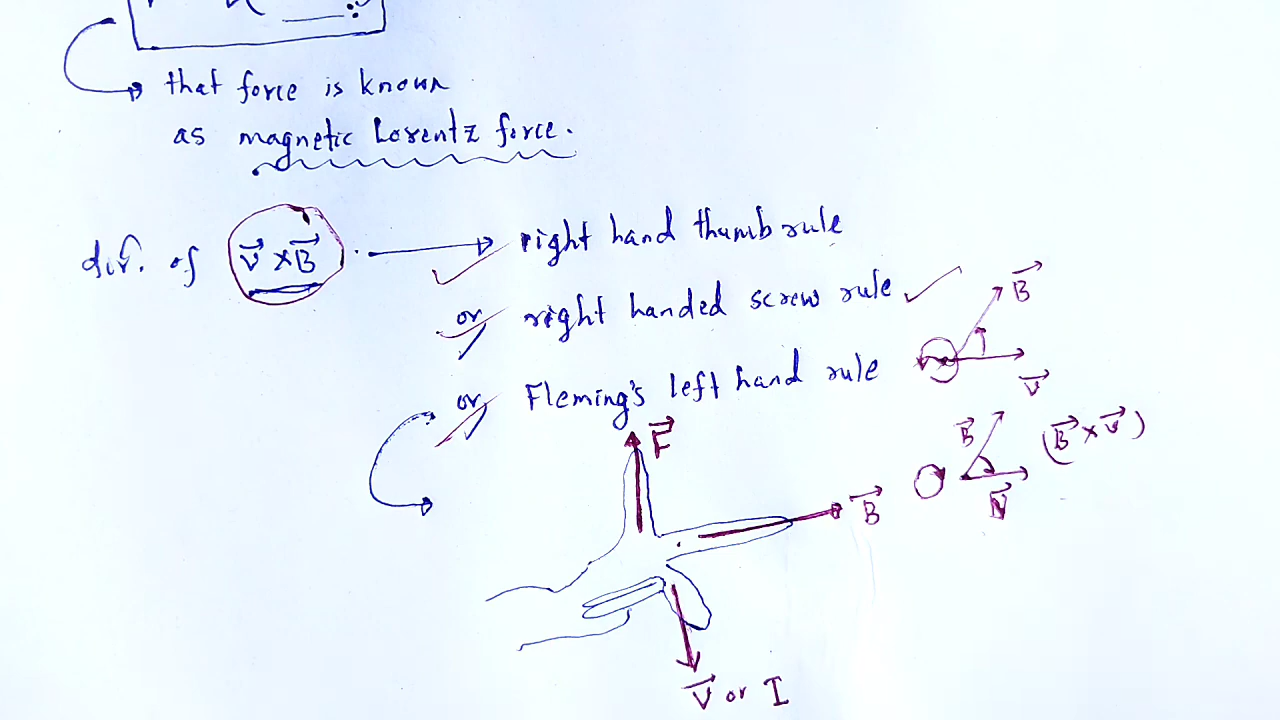 that force is known
as magnetic Lorentz force.
dir. of V⃗ × B⃗ → right hand thumb rule
or right handed screw rule ✓
or Fleming's left hand rule
B⃗
V⃗
F⃗
B⃗
V⃗ or I
B⃗
(B⃗ × V⃗)
V⃗